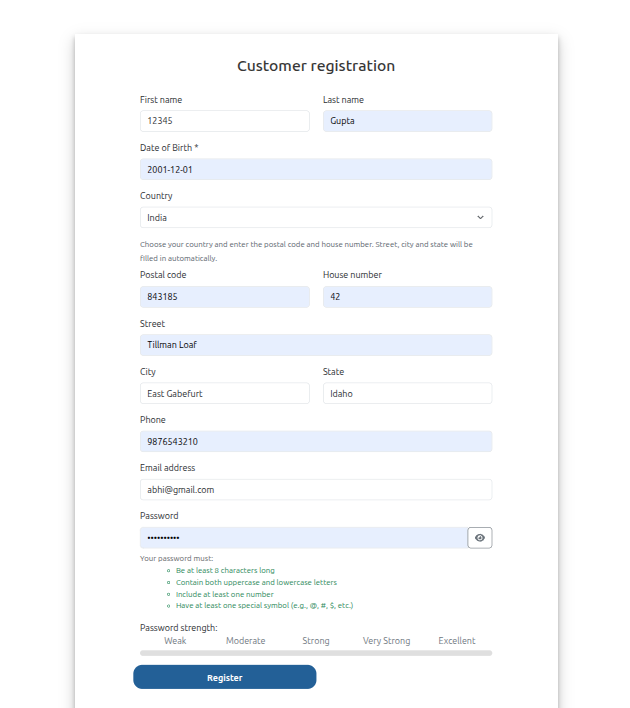 Customer registration
First name Last name
12345 Gupta
Date of Birth *
2001-12-01
Country
India
Choose your country and enter the postal code and house number. Street, city and state will be
filled in automatically.
Postal code House number
843185 42
Street
Tillman Loaf
City State
East Gabefurt Idaho
Phone
9876543210
Email address
abhi@gmail.com
Password
••••••••••
Your password must:
Be at least 8 characters long
Contain both uppercase and lowercase letters
Include at least one number
Have at least one special symbol (e.g., @, #, $, etc.)
Password strength:
Weak Moderate Strong Very Strong Excellent
Register